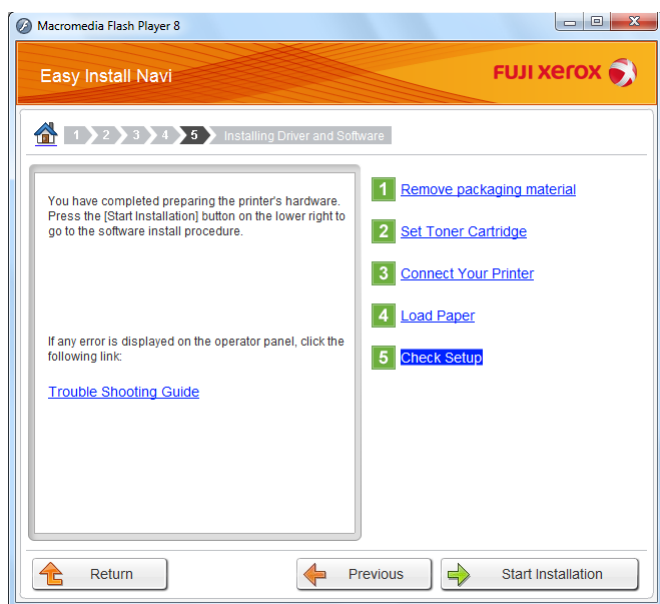 Macromedia Flash Player 8
Easy Install Navi
FUJI xerox
1 2 3 4 5 Installing Driver and Software
You have completed preparing the printer's hardware.
Press the [Start Installation] button on the lower right to
go to the software install procedure.
If any error is displayed on the operator panel, click the
following link:
Trouble Shooting Guide
1 Remove packaging material
2 Set Toner Cartridge
3 Connect Your Printer
4 Load Paper
5 Check Setup
Return
Previous
Start Installation